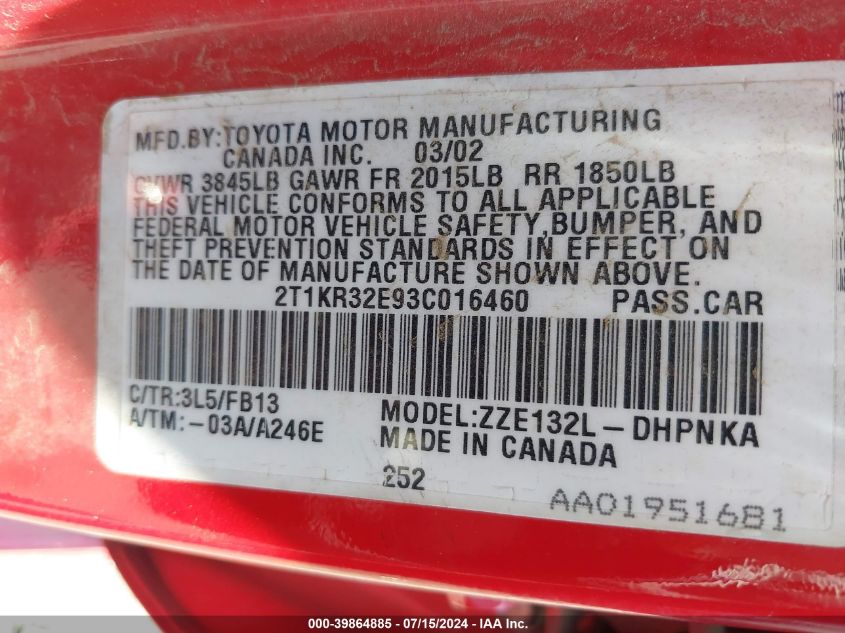 MFD.BY:TOYOTA MOTOR MANUFACTURING
CANADA INC. 03/02
GVWR 3845LB GAWR FR 2015LB RR 1850LB
THIS VEHICLE CONFORMS TO ALL APPLICABLE
FEDERAL MOTOR VEHICLE SAFETY,BUMPER, AND
THEFT PREVENTION STANDARDS IN EFFECT ON
THE DATE OF MANUFACTURE SHOWN ABOVE.
2T1KR32E93C016460 PASS.CAR
C/TR:3L5/FB13
A/TM:-03A/A246E
MODEL:ZZE132L-DHPNKA
MADE IN CANADA
252
AA01951681
000-39864885 - 07/15/2024 - IAA Inc.